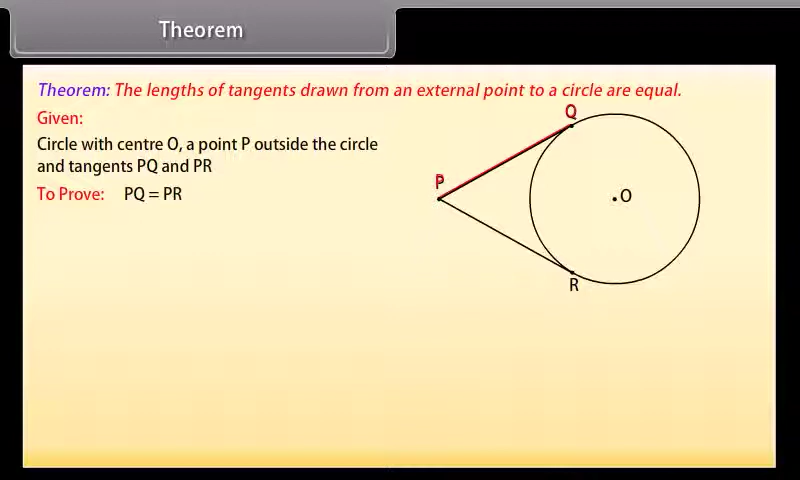 Theorem
Theorem: The lengths of tangents drawn from an external point to a circle are equal.
Given:
Circle with centre O, a point P outside the circle
and tangents PQ and PR
To Prove: PQ = PR
Q
P
O
R